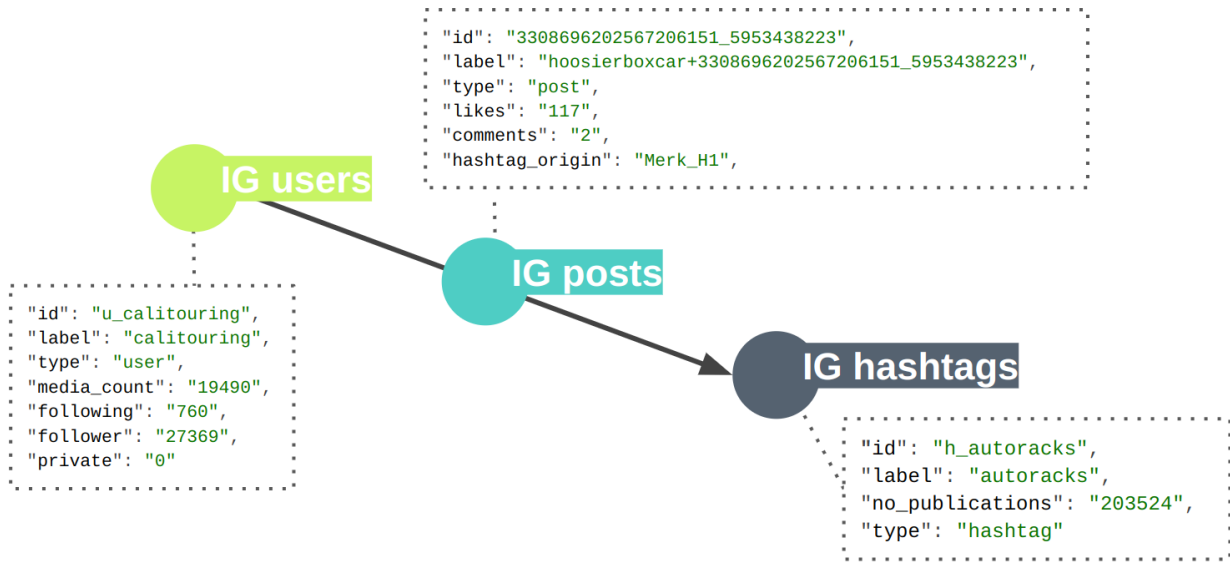 "id": "3308696202567206151_5953438223",
"label": "hoosierboxcar+3308696202567206151_5953438223",
"type": "post",
"likes": "117",
"comments": "2",
"hashtag_origin": "Merk_H1",
IG users
IG posts
"id": "u_calitouring",
"label": "calitouring",
"type": "user",
"media_count": "19490",
"following": "760",
"follower": "27369",
"private": "0"
IG hashtags
"id": "h_autoracks",
"label": "autoracks",
"no_publications": "203524",
"type": "hashtag"